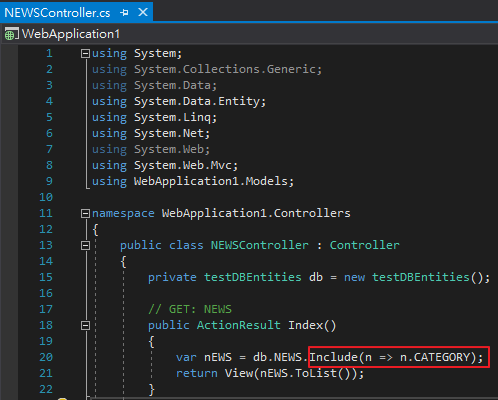 NEWSController.cs
WebApplication1
1 using System;
2 using System.Collections.Generic;
3 using System.Data;
4 using System.Data.Entity;
5 using System.Linq;
6 using System.Net;
7 using System.Web;
8 using System.Web.Mvc;
9 using WebApplication1.Models;
10
11 namespace WebApplication1.Controllers
12 {
13 public class NEWSController : Controller
14 {
15 private testDBEntities db = new testDBEntities();
16
17 // GET: NEWS
18 public ActionResult Index()
19 {
20 var nEWS = db.NEWS.Include(n => n.CATEGORY);
21 return View(nEWS.ToList());
22 }